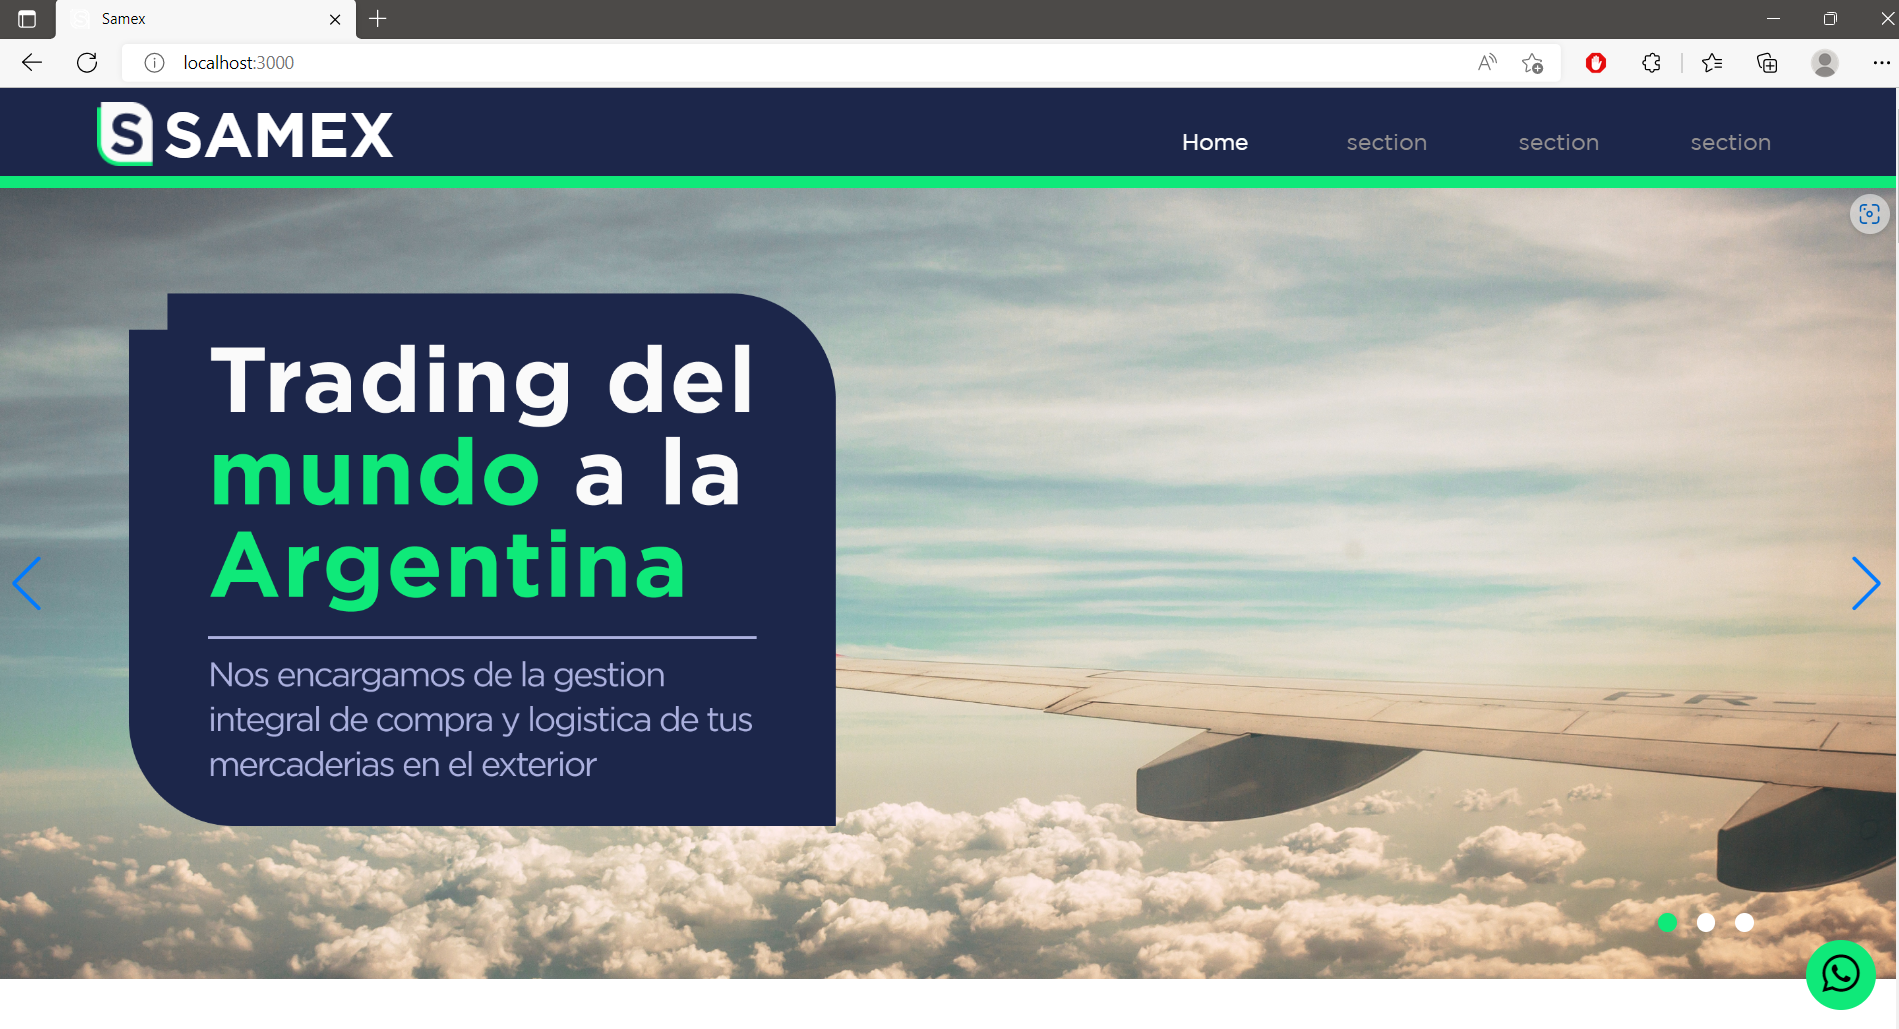 Samex
localhost:3000
S SAMEX
Home section section section
Trading del
mundo a la
Argentina
Nos encargamos de la gestion
integral de compra y logistica de tus
mercaderias en el exterior
PR-